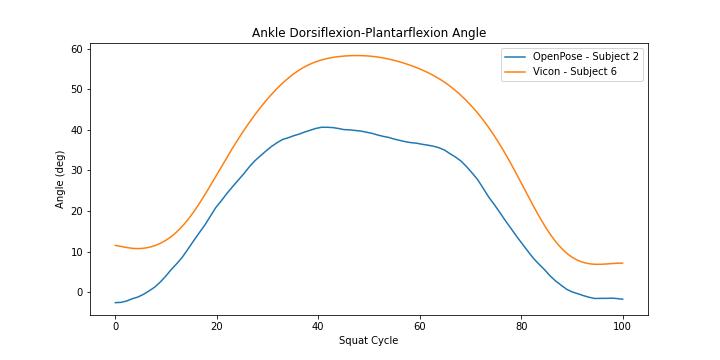 Ankle Dorsiflexion-Plantarflexion Angle
OpenPose - Subject 2
Vicon - Subject 6
Angle (deg)
60
50
40
30
20
10
0
0 20 40 60 80 100
Squat Cycle